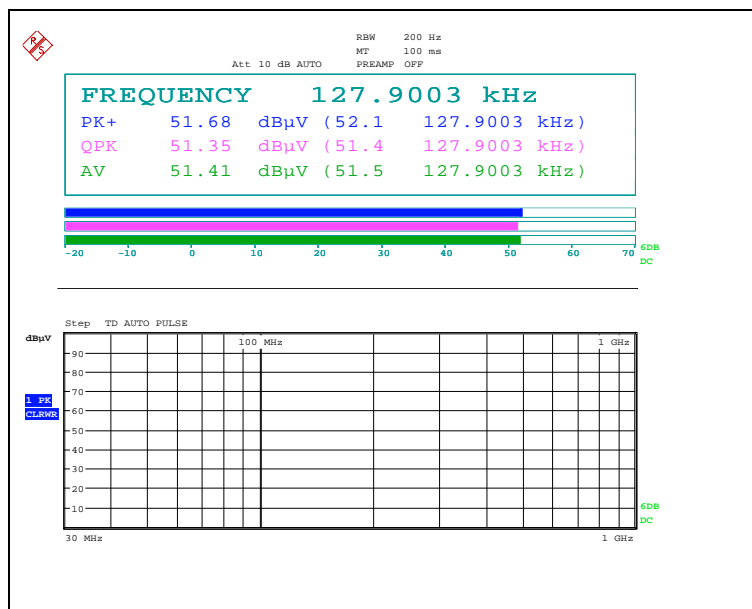 R S
RBW 200 Hz
MT 100 ms
Att 10 dB AUTO PREAMP OFF
FREQUENCY 127.9003 kHz
PK+ 51.68 dBµV (52.1 127.9003 kHz)
QPK 51.35 dBµV (51.4 127.9003 kHz)
AV 51.41 dBµV (51.5 127.9003 kHz)
-20 -10 0 10 20 30 40 50 60 70
6DB
DC
Step TD AUTO PULSE
dBµV
100 MHz 1 GHz
90
80
70
1 PK
60
CLRWR
50
40
30
20
10
6DB
DC
30 MHz 1 GHz